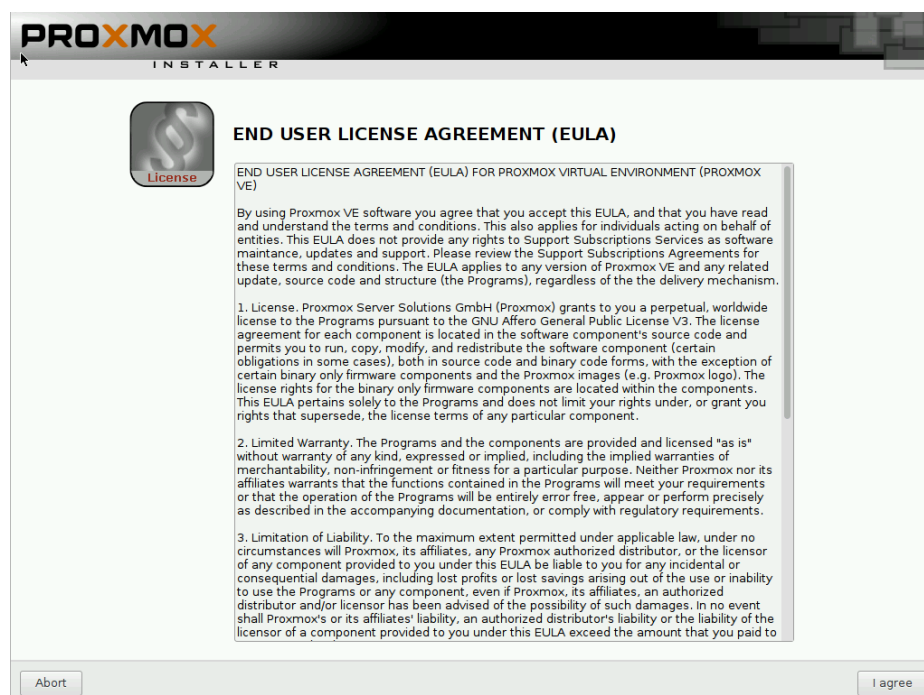 PROXMOX
INSTALLER
License
END USER LICENSE AGREEMENT (EULA)
END USER LICENSE AGREEMENT (EULA) FOR PROXMOX VIRTUAL ENVIRONMENT (PROXMOX
VE)
By using Proxmox VE software you agree that you accept this EULA, and that you have read
and understand the terms and conditions. This also applies for individuals acting on behalf of
entities. This EULA does not provide any rights to Support Subscriptions Services as software
maintance, updates and support. Please review the Support Subscriptions Agreements for
these terms and conditions. The EULA applies to any version of Proxmox VE and any related
update, source code and structure (the Programs), regardless of the the delivery mechanism.
1. License. Proxmox Server Solutions GmbH (Proxmox) grants to you a perpetual, worldwide
license to the Programs pursuant to the GNU Affero General Public License V3. The license
agreement for each component is located in the software component's source code and
permits you to run, copy, modify, and redistribute the software component (certain
obligations in some cases), both in source code and binary code forms, with the exception of
certain binary only firmware components and the Proxmox images (e.g. Proxmox logo). The
license rights for the binary only firmware components are located within the components.
This EULA pertains solely to the Programs and does not limit your rights under, or grant you
rights that supersede, the license terms of any particular component.
2. Limited Warranty. The Programs and the components are provided and licensed "as is"
without warranty of any kind, expressed or implied, including the implied warranties of
merchantability, non-infringement or fitness for a particular purpose. Neither Proxmox nor its
affiliates warrants that the functions contained in the Programs will meet your requirements
or that the operation of the Programs will be entirely error free, appear or perform precisely
as described in the accompanying documentation, or comply with regulatory requirements.
3. Limitation of Liability. To the maximum extent permitted under applicable law, under no
circumstances will Proxmox, its affiliates, any Proxmox authorized distributor, or the licensor
of any component provided to you under this EULA be liable to you for any incidental or
consequential damages, including lost profits or lost savings arising out of the use or inability
to use the Programs or any component, even if Proxmox, its affiliates, an authorized
distributor and/or licensor has been advised of the possibility of such damages. In no event
shall Proxmox's or its affiliates' liability, an authorized distributor's liability or the liability of the
licensor of a component provided to you under this EULA exceed the amount that you paid to
Abort
I agree